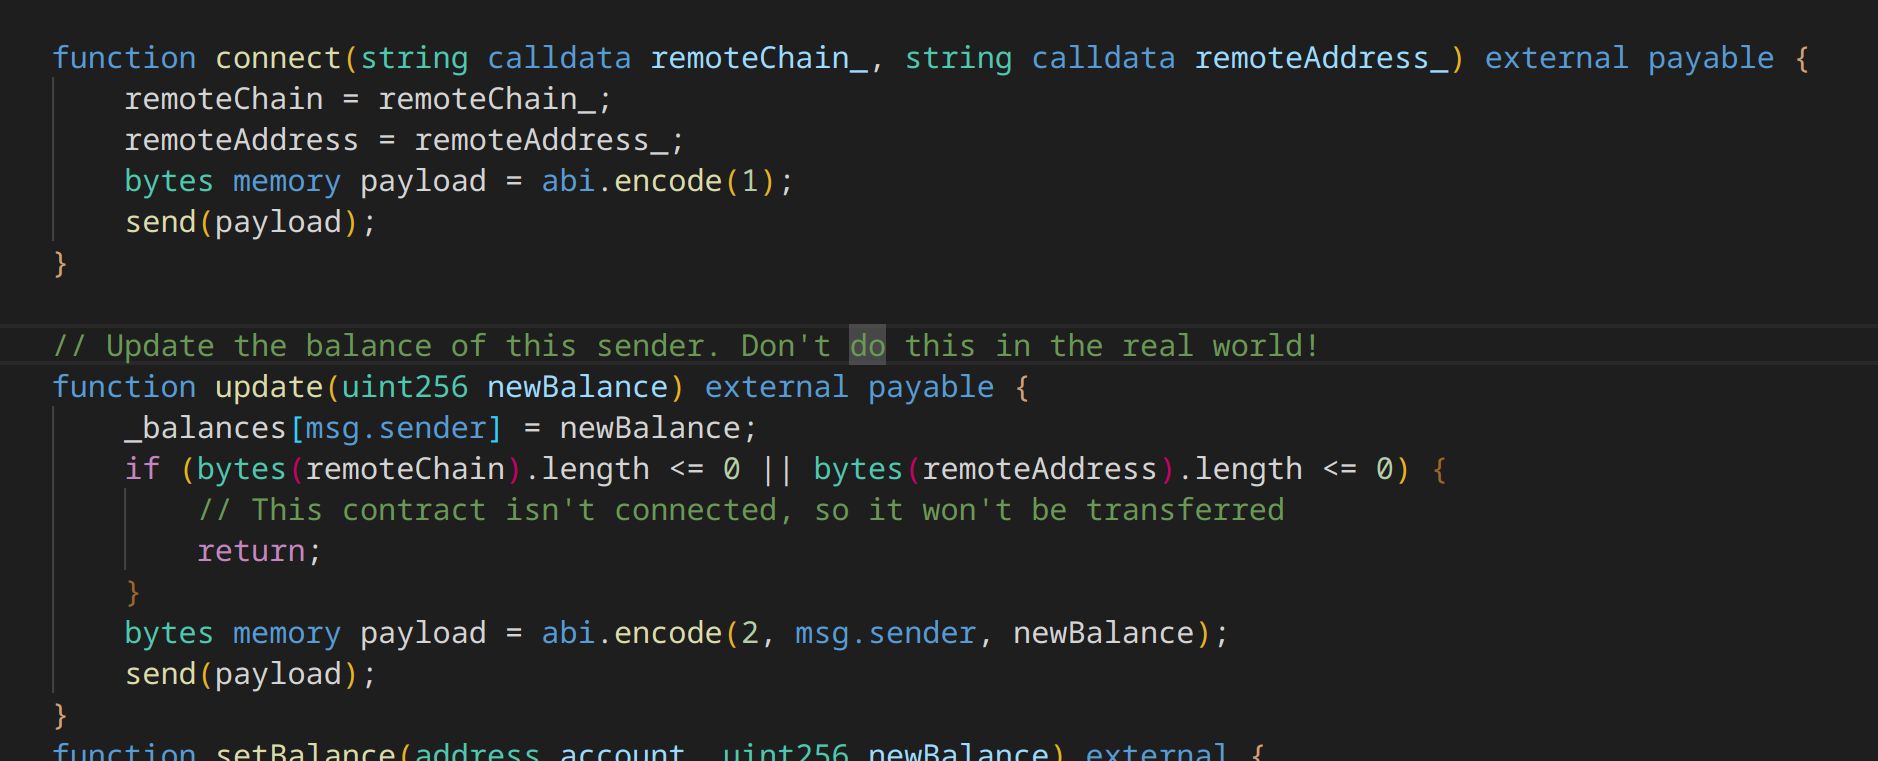 function connect(string calldata remoteChain_, string calldata remoteAddress_) external payable {
remoteChain = remoteChain_;
remoteAddress = remoteAddress_;
bytes memory payload = abi.encode(1);
send(payload);
}
// Update the balance of this sender. Don't do this in the real world!
function update(uint256 newBalance) external payable {
_balances[msg.sender] = newBalance;
if (bytes(remoteChain).length <= 0 || bytes(remoteAddress).length <= 0) {
// This contract isn't connected, so it won't be transferred
return;
}
bytes memory payload = abi.encode(2, msg.sender, newBalance);
send(payload);
}
function setBalance(address account, uint256 newBalance) external {